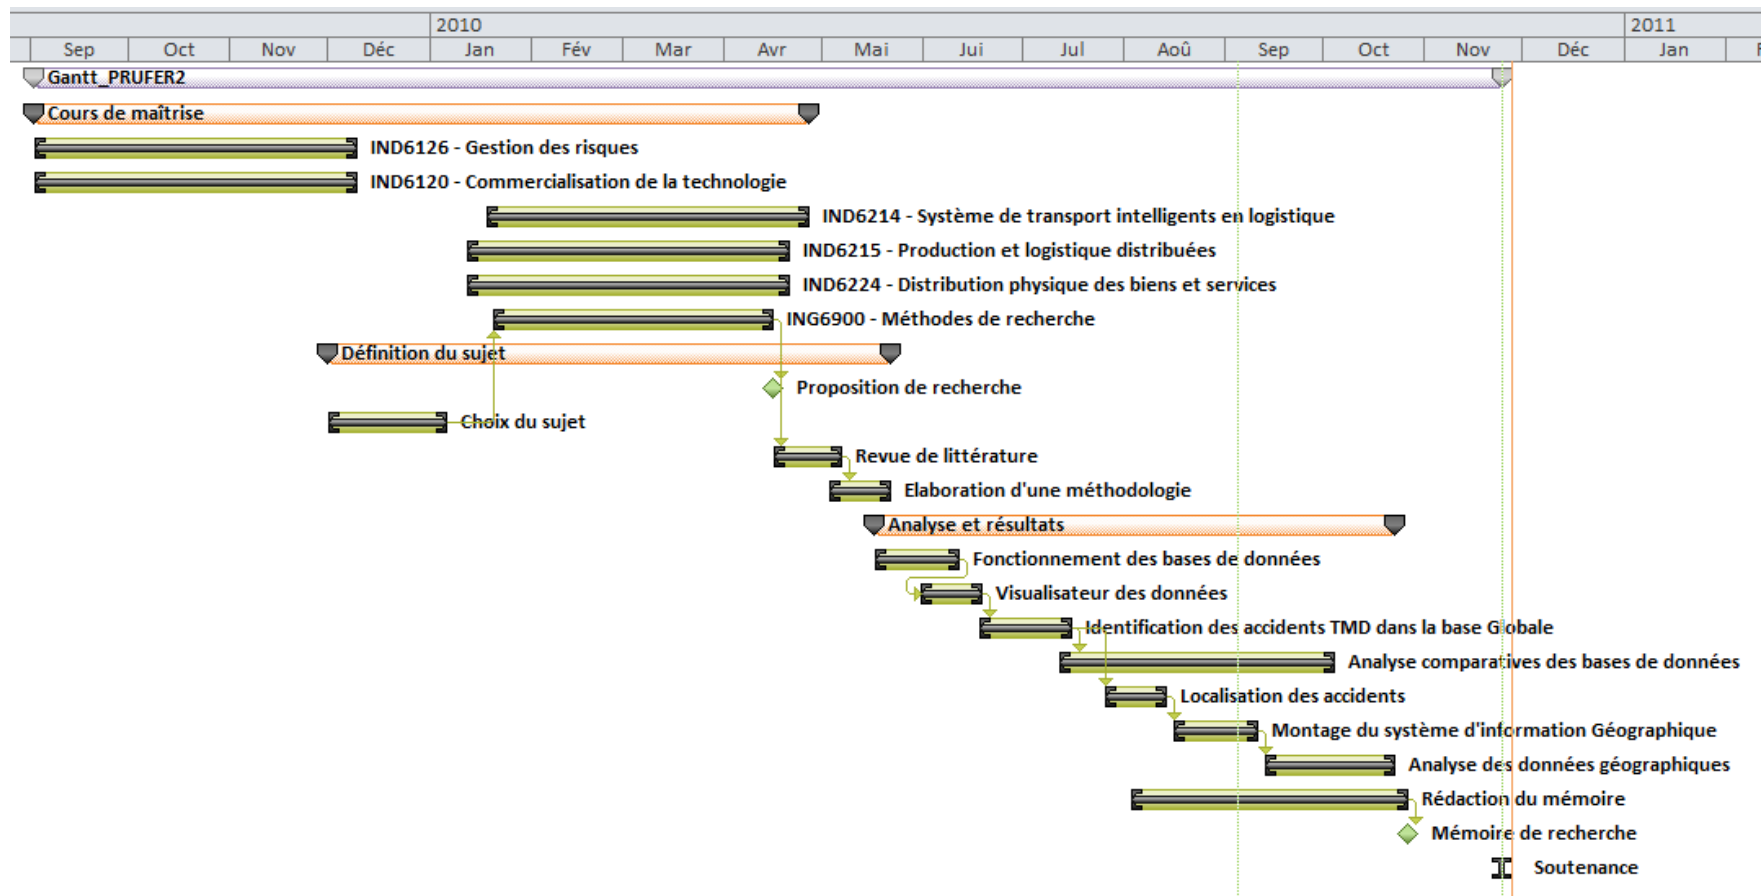 2010 2011
Sep Oct Nov Déc Jan Fév Mar Avr Mai Jui Jul Aoû Sep Oct Nov Déc Jan
Gantt_PRUFER2
Cours de maîtrise
IND6126 - Gestion des risques
IND6120 - Commercialisation de la technologie
IND6214 - Système de transport intelligents en logistique
IND6215 - Production et logistique distribuées
IND6224 - Distribution physique des biens et services
ING6900 - Méthodes de recherche
Définition du sujet
Proposition de recherche
Choix du sujet
Revue de littérature
Elaboration d'une méthodologie
Analyse et résultats
Fonctionnement des bases de données
Visualisateur des données
Identification des accidents TMD dans la base Globale
Analyse comparatives des bases de données
Localisation des accidents
Montage du système d'information Géographique
Analyse des données géographiques
Rédaction du mémoire
Mémoire de recherche
Soutenance